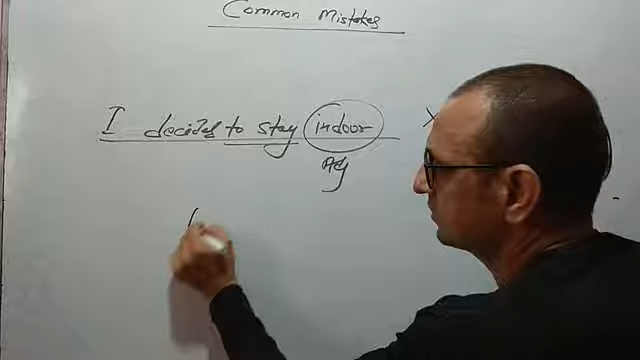 Common Mistakes
I decided to stay indoor ×
Adj
(